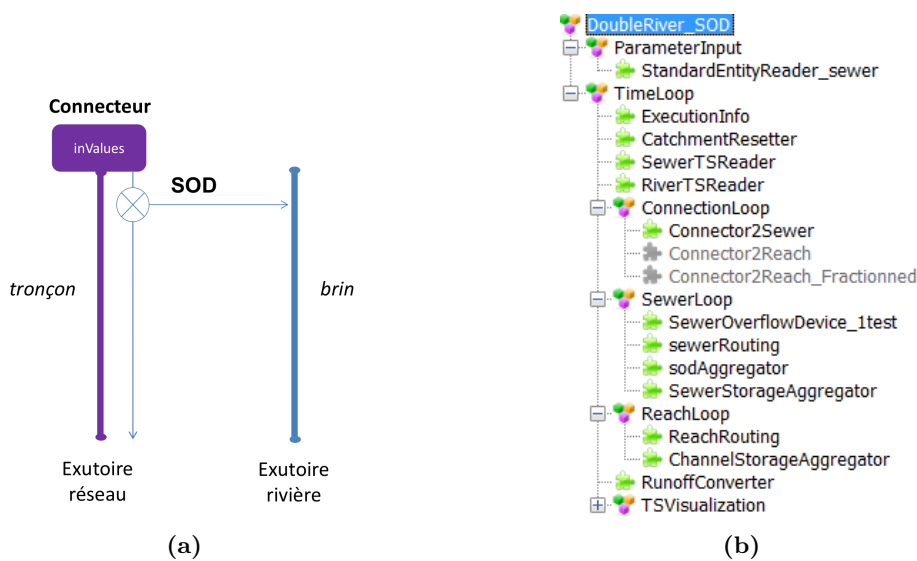 Connecteur
inValues
SOD
tronçon
brin
Exutoire
réseau
Exutoire
rivière
(a)
DoubleRiver_SOD
ParameterInput
StandardEntityReader_sewer
TimeLoop
ExecutionInfo
CatchmentResetter
SewerTSReader
RiverTSReader
ConnectionLoop
Connector2Sewer
Connector2Reach
Connector2Reach_Fractionned
SewerLoop
SewerOverflowDevice_1test
sewerRouting
sodAggregator
SewerStorageAggregator
ReachLoop
ReachRouting
ChannelStorageAggregator
RunoffConverter
TSVisualization
(b)